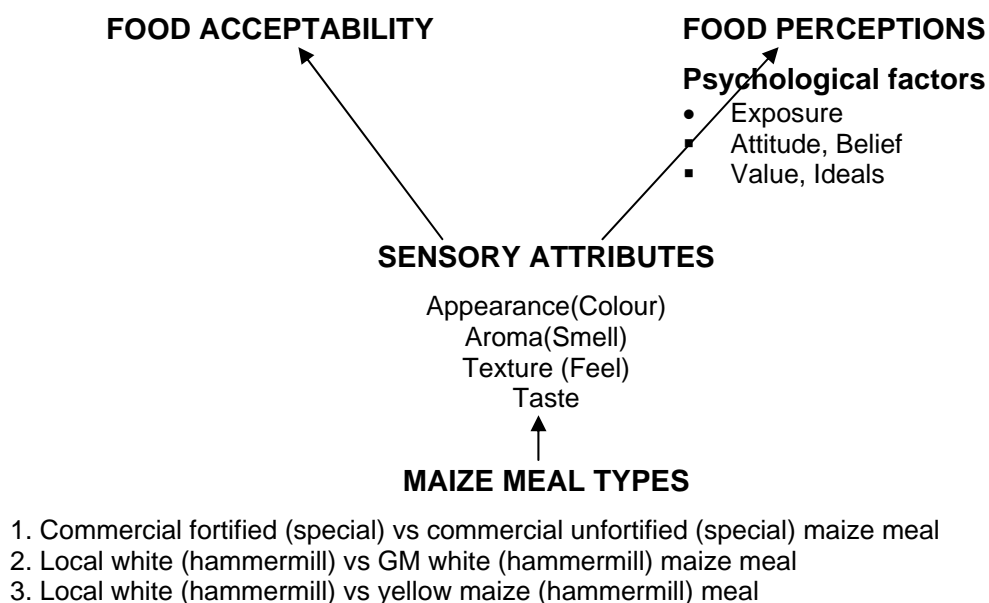 FOOD ACCEPTABILITY
FOOD PERCEPTIONS
Psychological factors
• Exposure
▪ Attitude, Belief
▪ Value, Ideals
SENSORY ATTRIBUTES
Appearance(Colour)
Aroma(Smell)
Texture (Feel)
Taste
MAIZE MEAL TYPES
1. Commercial fortified (special) vs commercial unfortified (special) maize meal
2. Local white (hammermill) vs GM white (hammermill) maize meal
3. Local white (hammermill) vs yellow maize (hammermill) meal